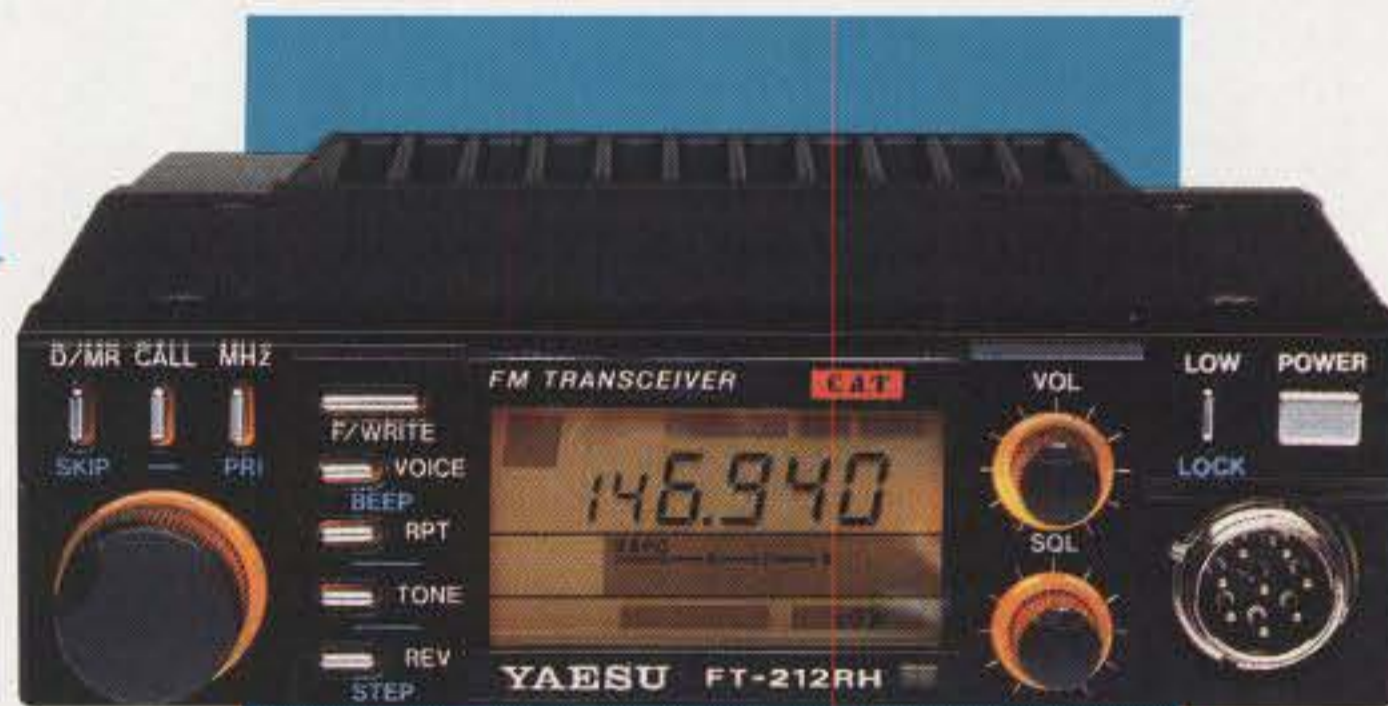 D/MR CALL MHz
SKIP — PRI
F/WRITE
VOICE
BEEP
RPT
TONE
REV
STEP
FM TRANSCEIVER CAT
146.940
YAESU FT-212RH
VOL
SQL
LOW POWER
LOCK